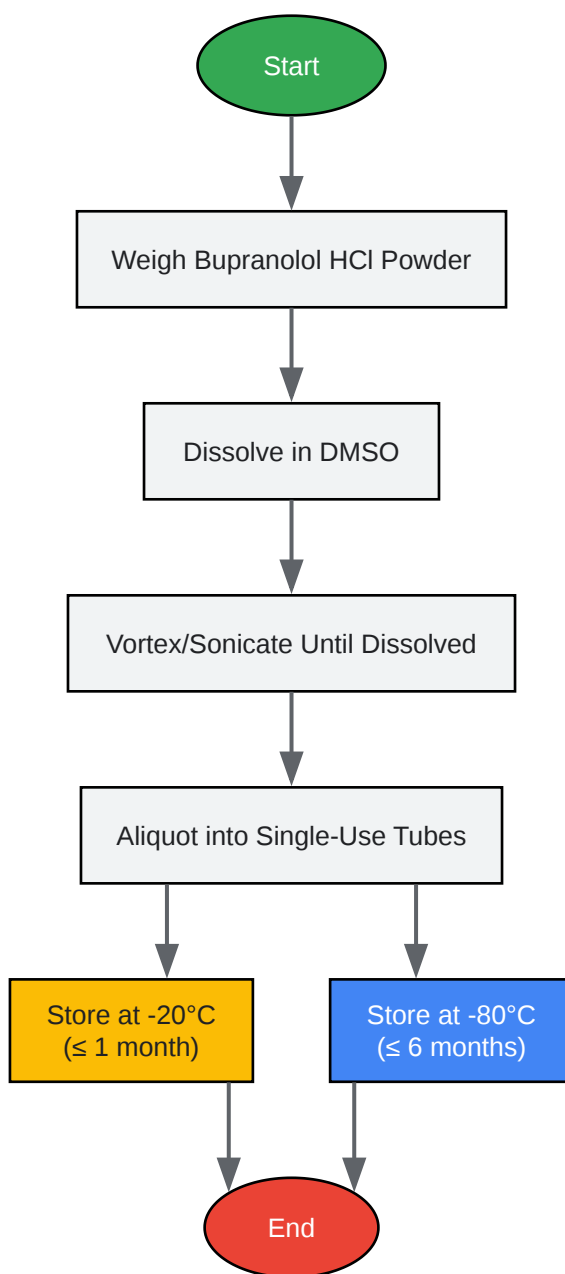 Start
Weigh Bupranolol HCl Powder
Dissolve in DMSO
Vortex/Sonicate Until Dissolved
Aliquot into Single-Use Tubes
Store at -20°C
(≤ 1 month)
Store at -80°C
(≤ 6 months)
End